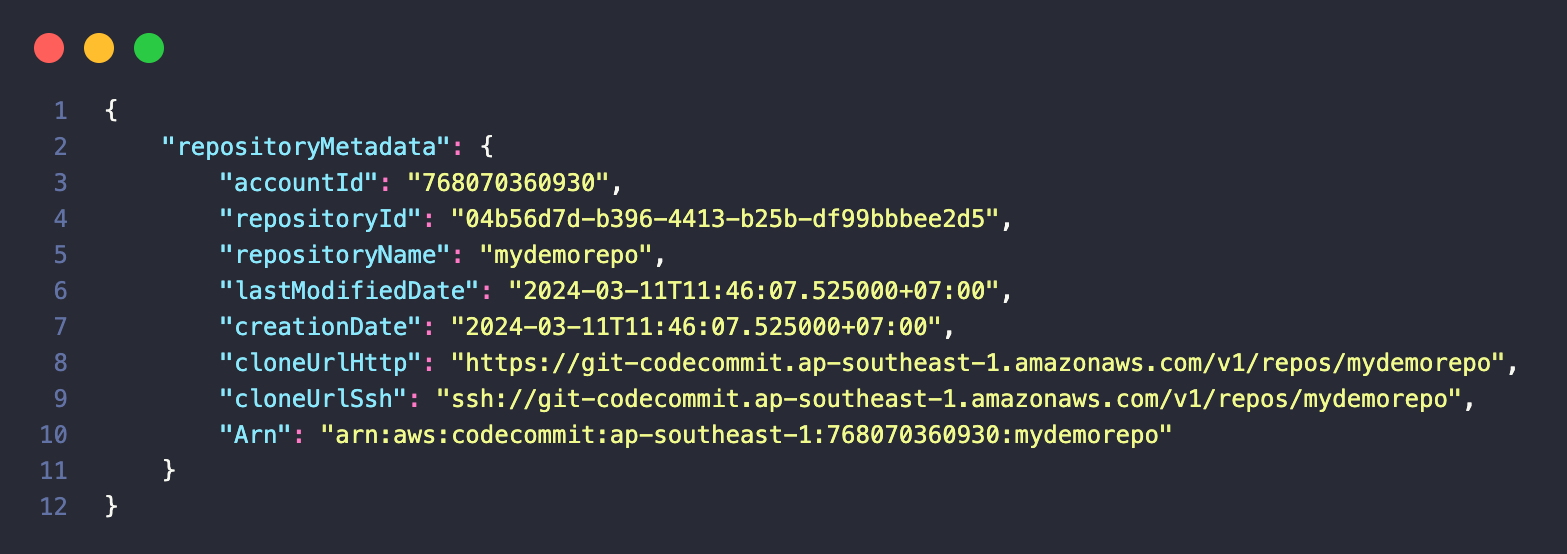 1 {
2     "repositoryMetadata": {
3         "accountId": "768070360930",
4         "repositoryId": "04b56d7d-b396-4413-b25b-df99bbbee2d5",
5         "repositoryName": "mydemorepo",
6         "lastModifiedDate": "2024-03-11T11:46:07.525000+07:00",
7         "creationDate": "2024-03-11T11:46:07.525000+07:00",
8         "cloneUrlHttp": "https://git-codecommit.ap-southeast-1.amazonaws.com/v1/repos/mydemorepo",
9         "cloneUrlSsh": "ssh://git-codecommit.ap-southeast-1.amazonaws.com/v1/repos/mydemorepo",
10         "Arn": "arn:aws:codecommit:ap-southeast-1:768070360930:mydemorepo"
11     }
12 }